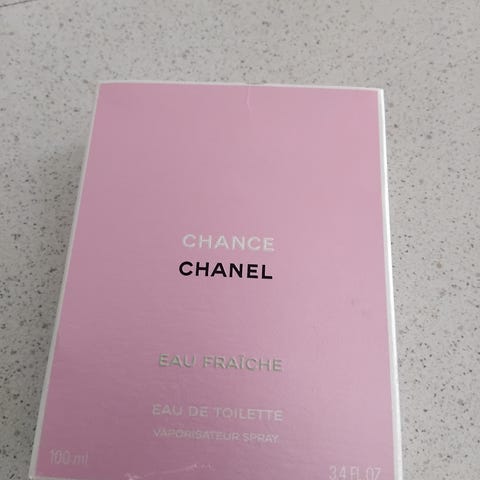 CHANCE
CHANEL
EAU FRAÎCHE
EAU DE TOILETTE
VAPORISATEUR SPRAY
100 ml 3.4 FL OZ